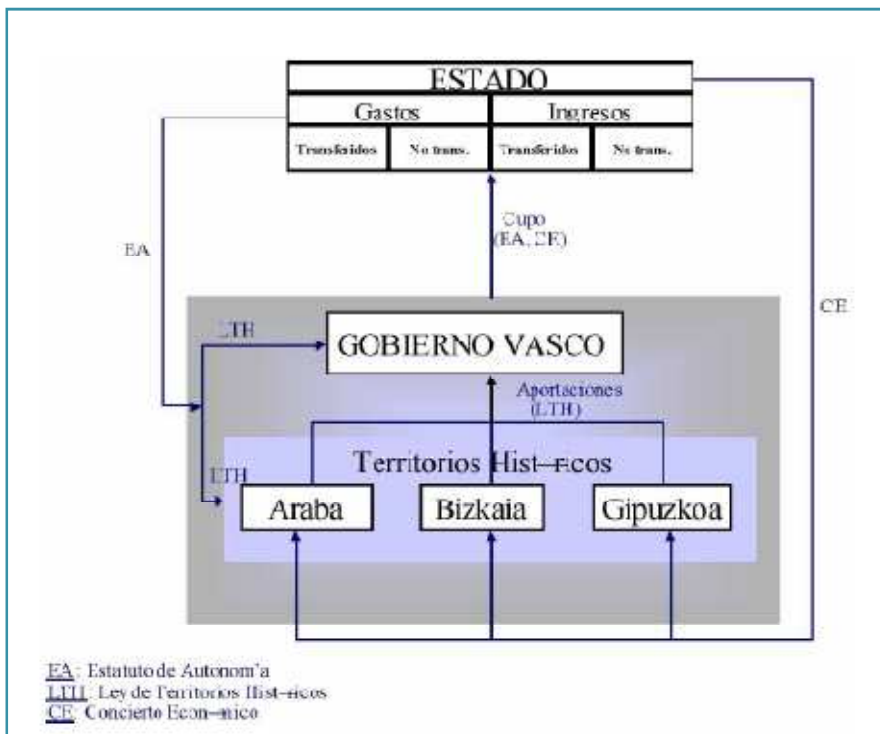 ESTADO
Gastos Ingresos
Transferidos No trans. Transferidos No trans.
Cupo
(EA, CE)
EA
CE
LTH
GOBIERNO VASCO
Aportaciones
(LTH)
LTH
Territorios Hist—ricos
Araba Bizkaia Gipuzkoa
EA: Estatuto de Autonom’a
LTH: Ley de Territorios Hist—ricos
CE: Concierto Econ—mico